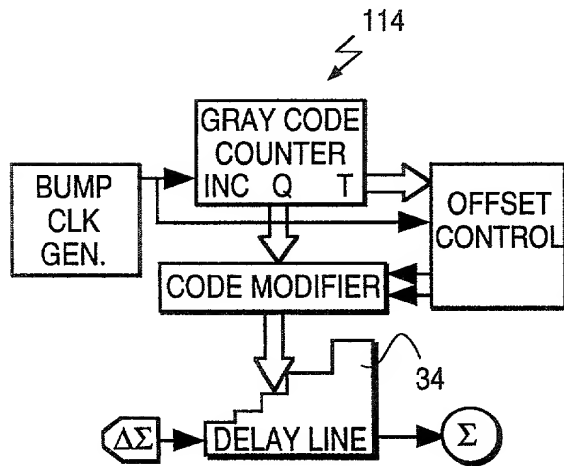 114
GRAY CODE
COUNTER
INC Q T
BUMP
CLK
GEN.
OFFSET
CONTROL
CODE MODIFIER
34
ΔΣ
DELAY LINE
Σ